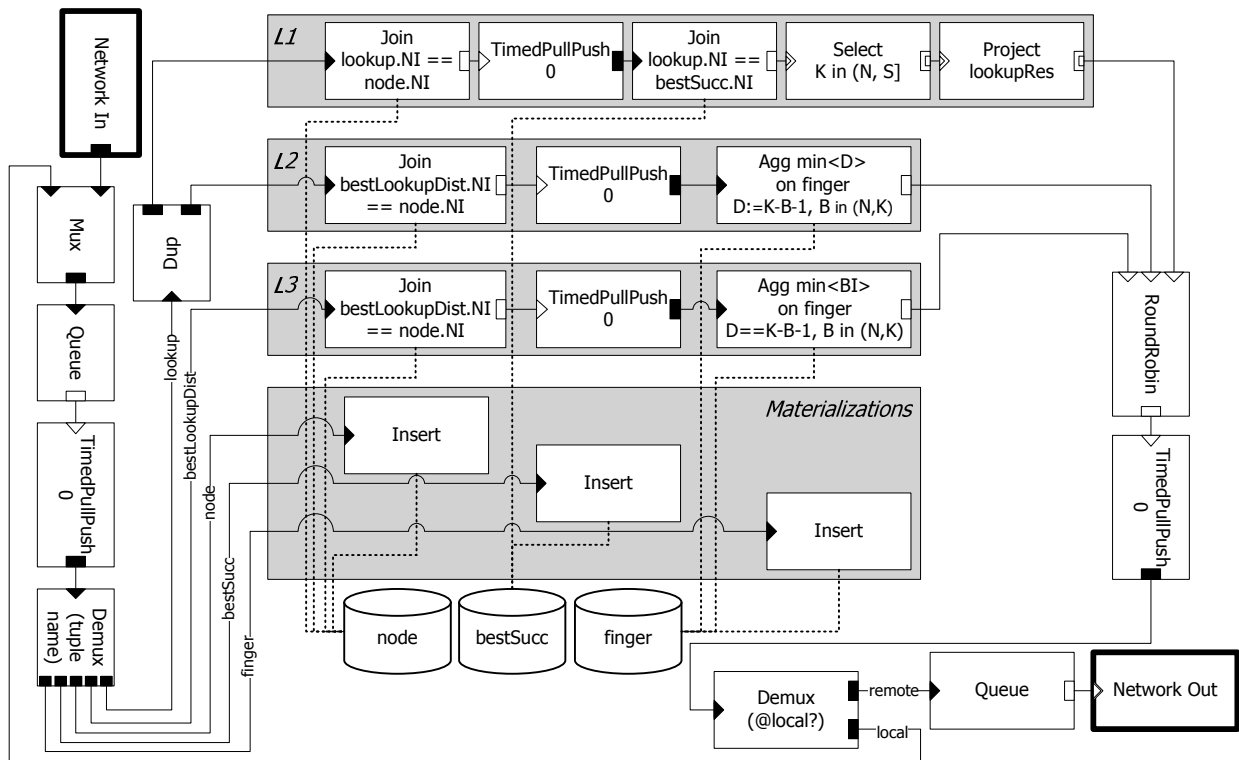 Network In
Mux
Queue
TimedPullPush
0
Demux
(tuple
name)
Dup
lookup
bestLookupDist
node
bestSucc
finger
L1
Join
lookup.NI ==
node.NI
TimedPullPush
0
Join
lookup.NI ==
bestSucc.NI
Select
K in (N, S]
Project
lookupRes
L2
Join
bestLookupDist.NI
== node.NI
TimedPullPush
0
Agg min<D>
on finger
D:=K-B-1, B in (N,K)
L3
Join
bestLookupDist.NI
== node.NI
TimedPullPush
0
Agg min<BI>
on finger
D==K-B-1, B in (N,K)
Materializations
Insert
Insert
Insert
node
bestSucc
finger
RoundRobin
TimedPullPush
0
Demux
(@local?)
remote
local
Queue
Network Out